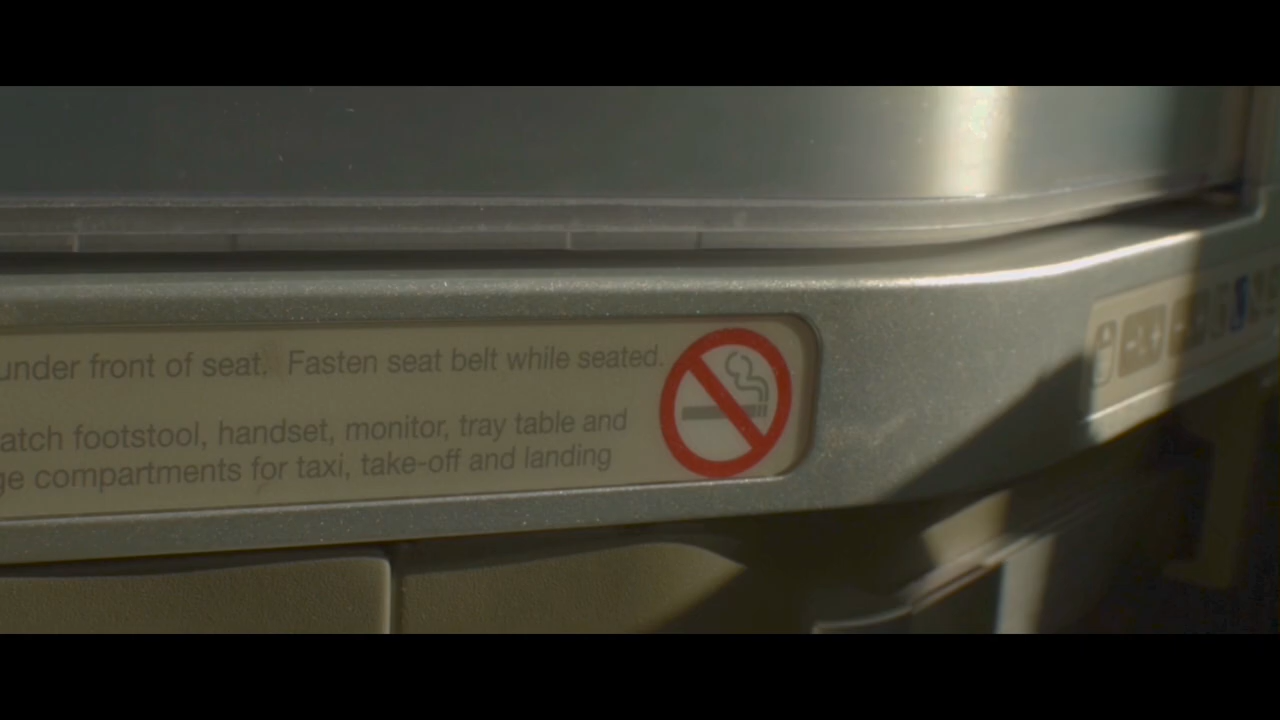 under front of seat. Fasten seat belt while seated.
atch footstool, handset, monitor, tray table and
ge compartments for taxi, take-off and landing